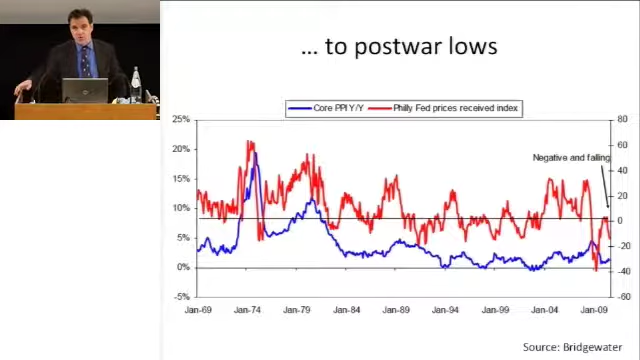 ... to postwar lows
Core PPI Y/Y
Philly Fed prices received index
25%
20%
15%
10%
5%
0%
-5%
80
60
40
20
0
-20
-40
-60
Negative and falling
Jan-69
Jan-74
Jan-79
Jan-84
Jan-89
Jan-94
Jan-99
Jan-04
Jan-09
Source: Bridgewater